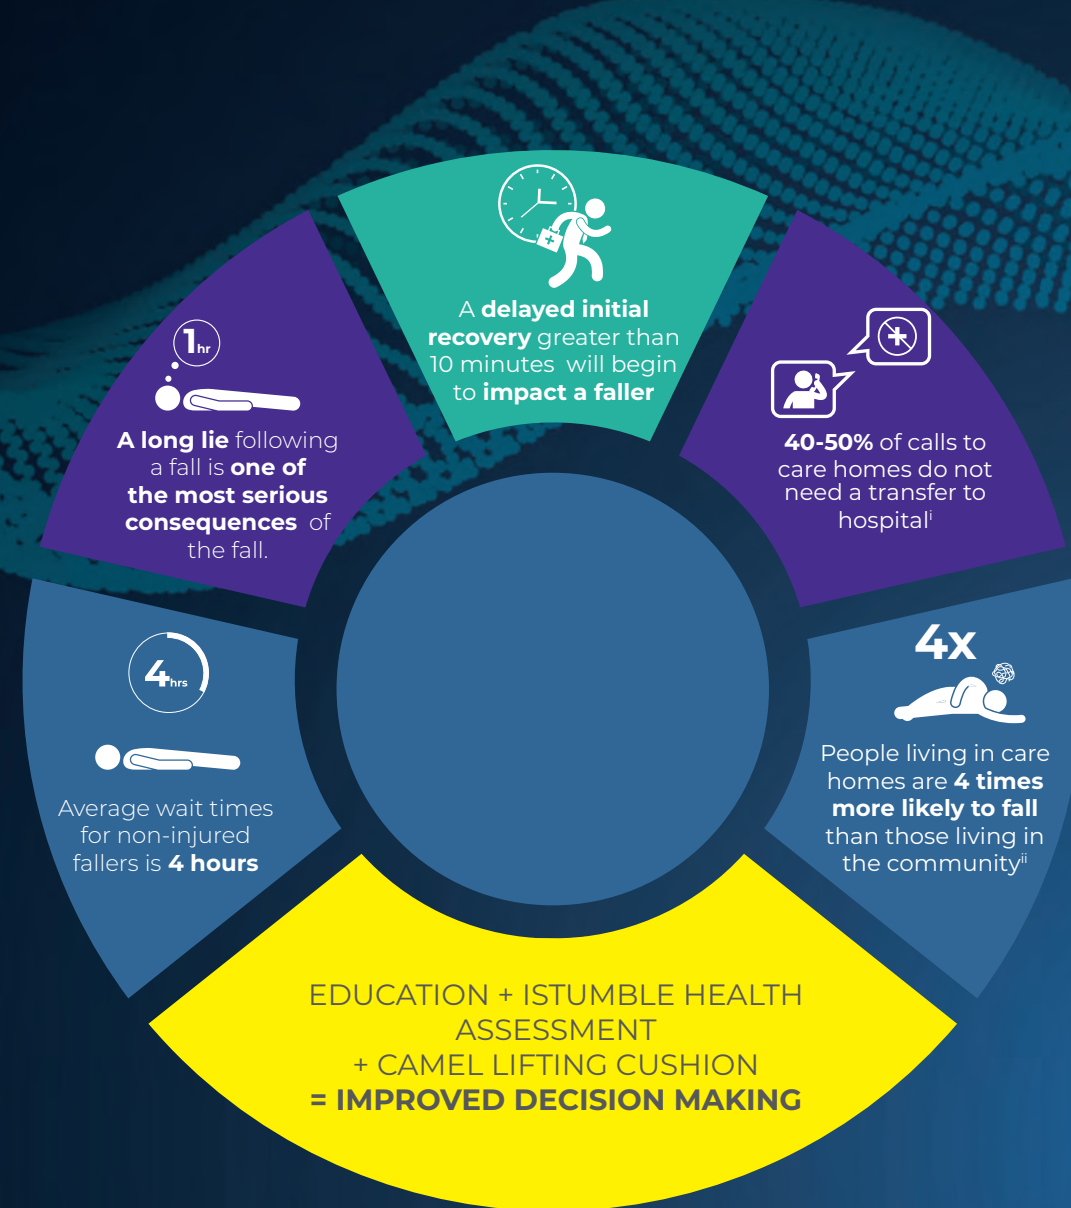 A delayed initial
recovery greater than
10 minutes will begin
to impact a faller
1hr
A long lie following
a fall is one of
the most serious
consequences of
the fall.
40-50% of calls to
care homes do not
need a transfer to
hospitalⁱ
4hrs
Average wait times
for non-injured
fallers is 4 hours
4x
People living in care
homes are 4 times
more likely to fall
than those living in
the communityⁱⁱ
EDUCATION + ISTUMBLE HEALTH
ASSESSMENT
+ CAMEL LIFTING CUSHION
= IMPROVED DECISION MAKING